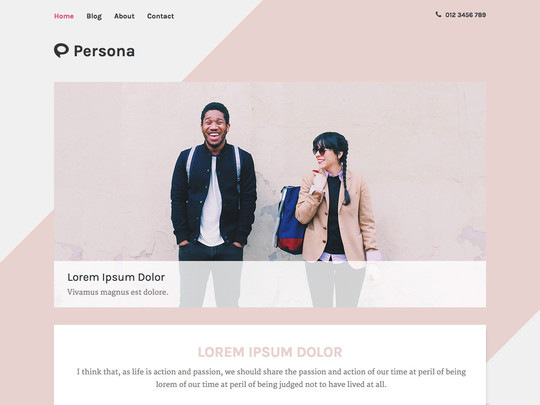 Home Blog About Contact
012 3456 789
Persona
Lorem Ipsum Dolor
Vivamus magnus est dolore.
LOREM IPSUM DOLOR
I think that, as life is action and passion, we should share the passion and action of our time at peril of being
lorem of our time at peril of being judged not to have lived at all.